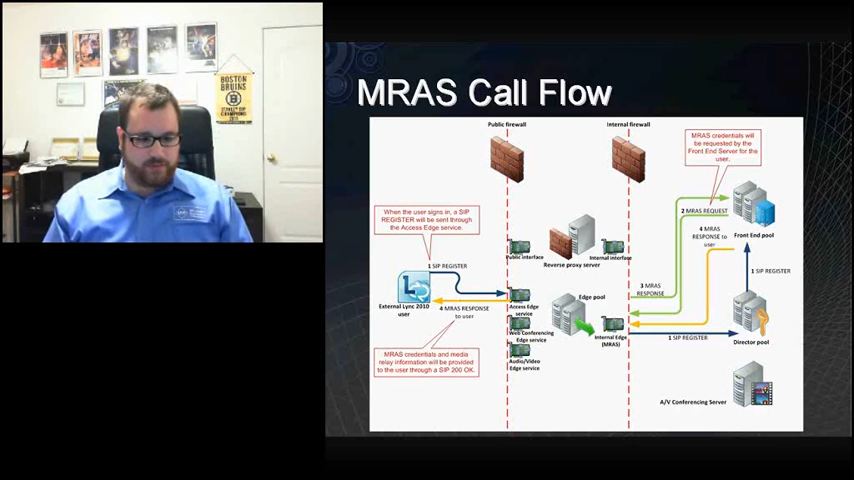 MRAS Call Flow
Public firewall
Internal firewall
MRAS credentials will
be requested by the
Front End Server for the
user.
When the user signs in, a SIP
REGISTER will be sent through
the Access Edge service.
2 MRAS REQUEST
4 MRAS
RESPONSE to
user
Front End pool
Public interface
Reverse proxy server
Internal interface
1 SIP REGISTER
3 MRAS
RESPONSE
1 SIP REGISTER
External Lync 2010
user
4 MRAS RESPONSE
to user
Access Edge
service
Edge pool
Web Conferencing
Edge service
Internal Edge
(MRAS)
1 SIP REGISTER
Director pool
Audio/Video
Edge service
MRAS credentials and media
relay information will be provided
to the user through a SIP 200 OK.
A/V Conferencing Server
BOSTON
BRUINS